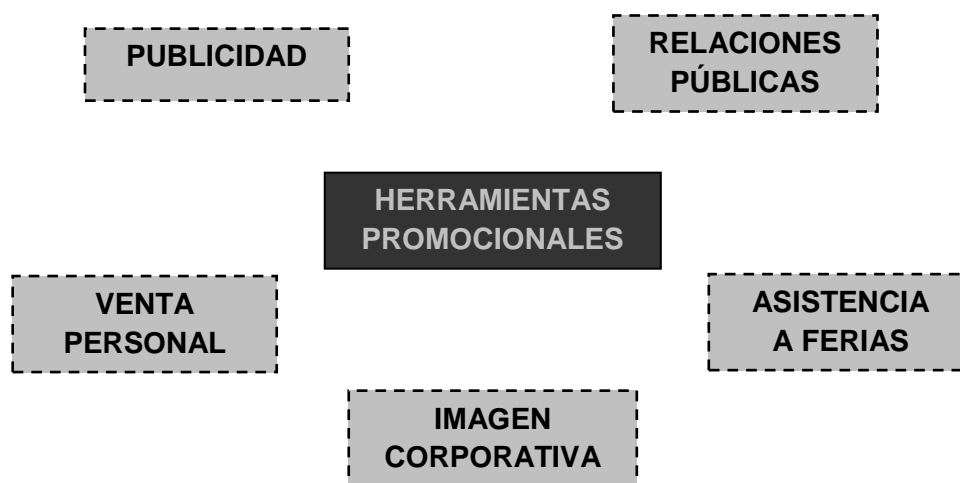 PUBLICIDAD
RELACIONES
PÚBLICAS
HERRAMIENTAS
PROMOCIONALES
VENTA
PERSONAL
ASISTENCIA
A FERIAS
IMAGEN
CORPORATIVA